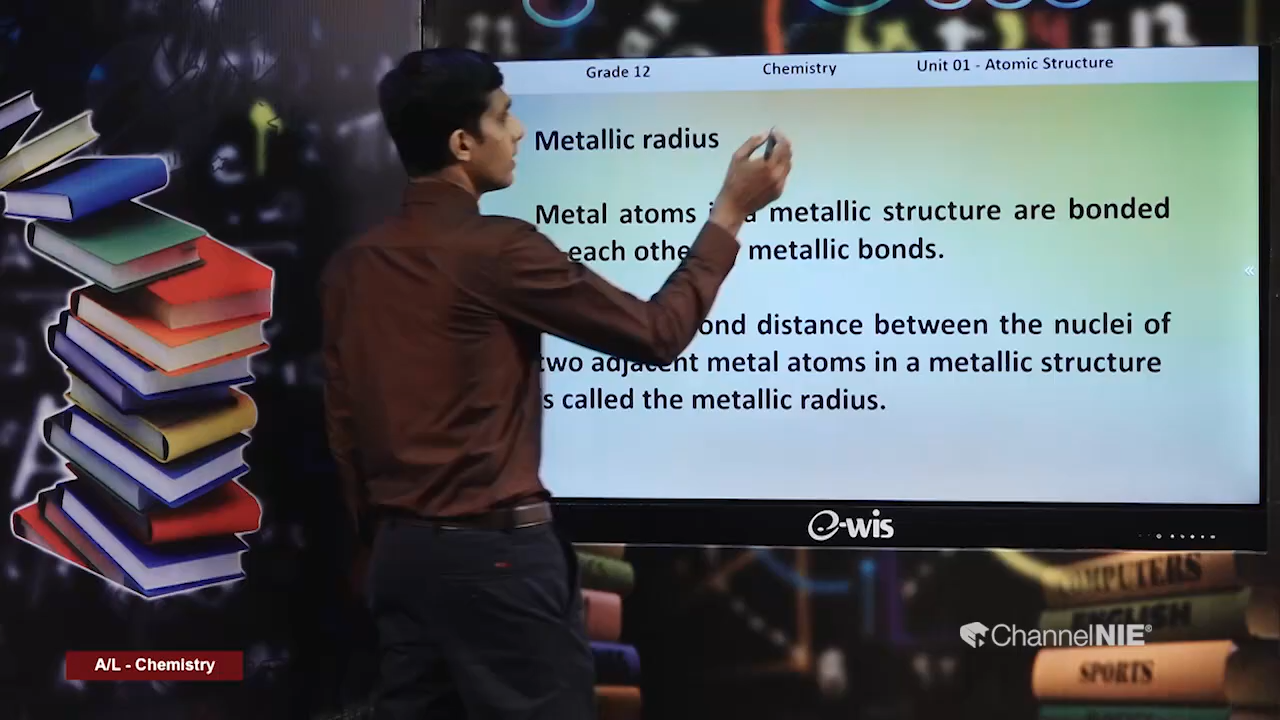 Grade 12 Chemistry Unit 01 - Atomic Structure
Metallic radius
Metal atoms a metallic structure are bonded
each othe metallic bonds.
ond distance between the nuclei of
two adjacent metal atoms in a metallic structure
s called the metallic radius.
e-wis
COMPUTERS
ENGLISH
ChannelNIE®
SPORTS
A/L - Chemistry